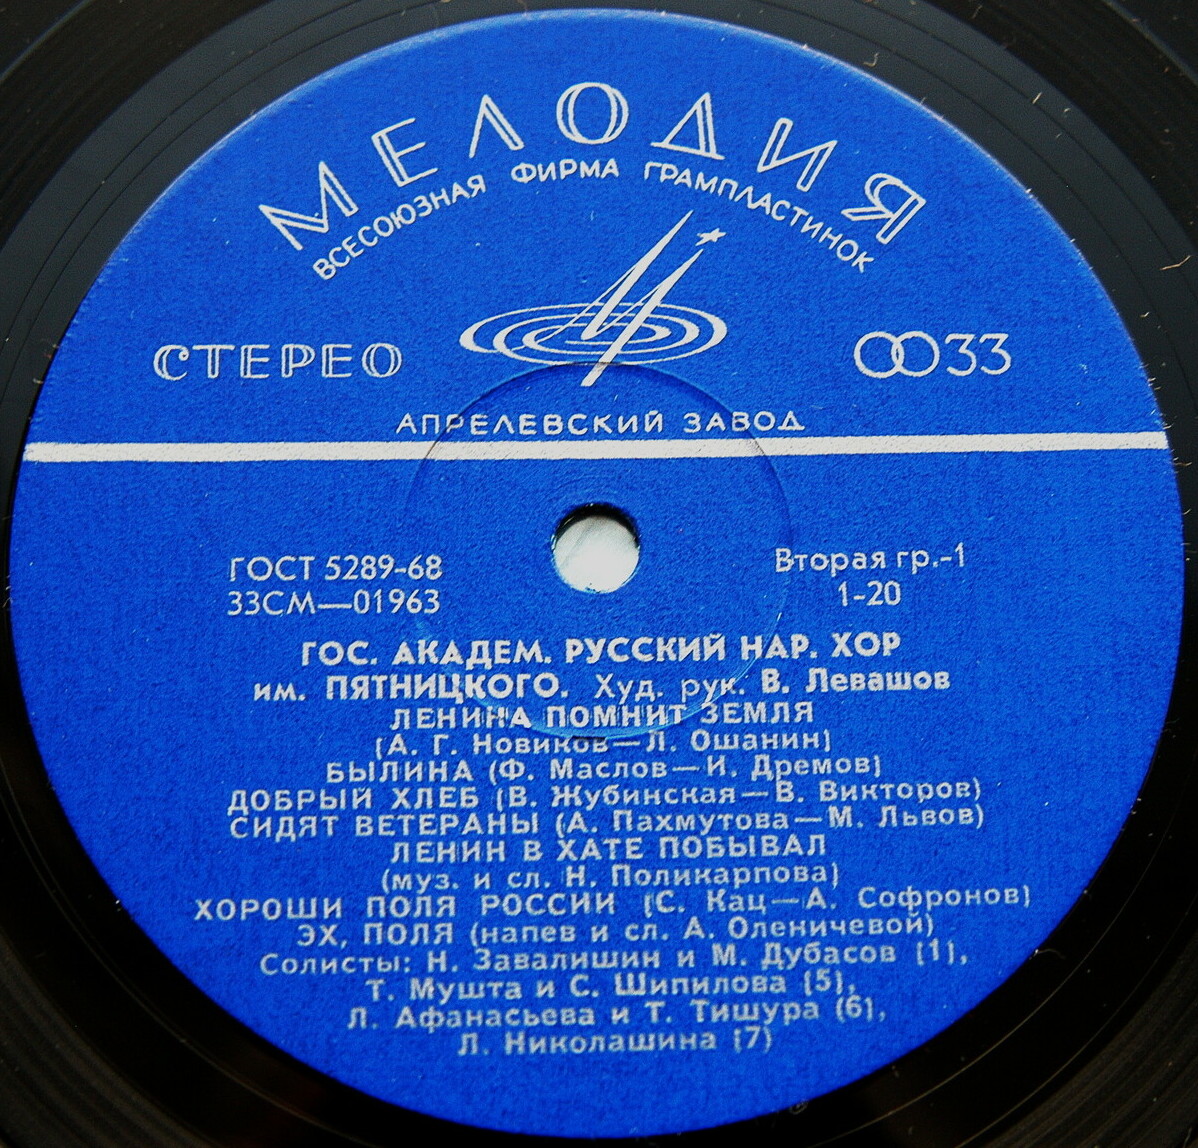 МЕЛОДИЯ
ВСЕСОЮЗНАЯ ФИРМА ГРАМПЛАСТИНОК
СТЕРЕО
33
АПРЕЛЕВСКИЙ ЗАВОД
ГОСТ 5289-68
Вторая гр.-1
33СМ—01963
1-20
ГОС. АКАДЕМ. РУССКИЙ НАР. ХОР
им. ПЯТНИЦКОГО. Худ. рук. В. Левашов
ЛЕНИНА ПОМНИТ ЗЕМЛЯ
(А. Г. Новиков—Л. Ошанин)
БЫЛИНА (Ф. Маслов—И. Дремов)
ДОБРЫЙ ХЛЕБ (В. Жубинская—В. Викторов)
СИДЯТ ВЕТЕРАНЫ (А. Пахмутова—М. Львов)
ЛЕНИН В ХАТЕ ПОБЫВАЛ
(муз. и сл. Н. Поликарпова)
ХОРОШИ ПОЛЯ РОССИИ (С. Кац—А. Софронов)
ЭХ, ПОЛЯ (напев и сл. А. Оленичевой)
Солисты: Н. Завалишин и М. Дубасов (1),
Т. Мушта и С. Шипилова (5),
Л. Афанасьева и Т. Тишура (6),
Л. Николашина (7)